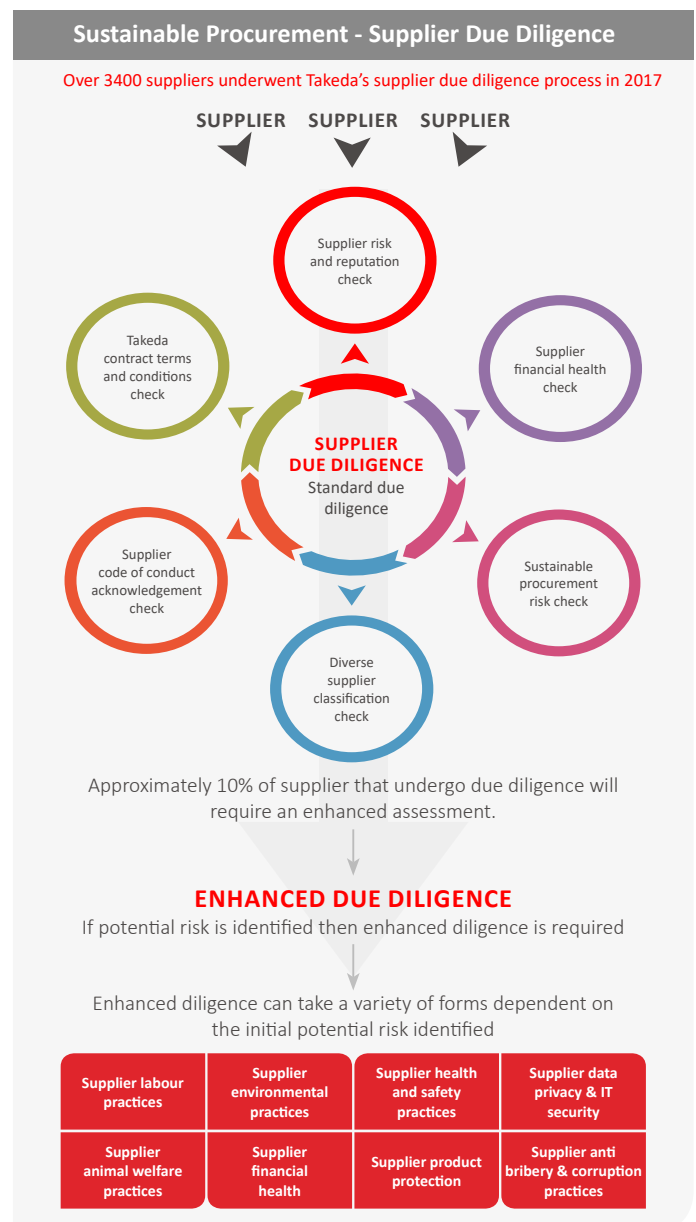 Sustainable Procurement - Supplier Due Diligence
Over 3400 suppliers underwent Takeda's supplier due diligence process in 2017
SUPPLIER SUPPLIER SUPPLIER
Supplier risk
and reputation
check
Takeda
contract terms
and conditions
check
Supplier
financial health
check
SUPPLIER
DUE DILIGENCE
Standard due
diligence
Supplier
code of conduct
acknowledgement
check
Sustainable
procurement
risk check
Diverse
supplier
classification
check
Approximately 10% of supplier that undergo due diligence will
require an enhanced assessment.
ENHANCED DUE DILIGENCE
If potential risk is identified then enhanced diligence is required
Enhanced diligence can take a variety of forms dependent on
the initial potential risk identified
Supplier labour
practices
Supplier
environmental
practices
Supplier health
and safety
practices
Supplier data
privacy & IT
security
Supplier
animal welfare
practices
Supplier
financial
health
Supplier product
protection
Supplier anti
bribery & corruption
practices